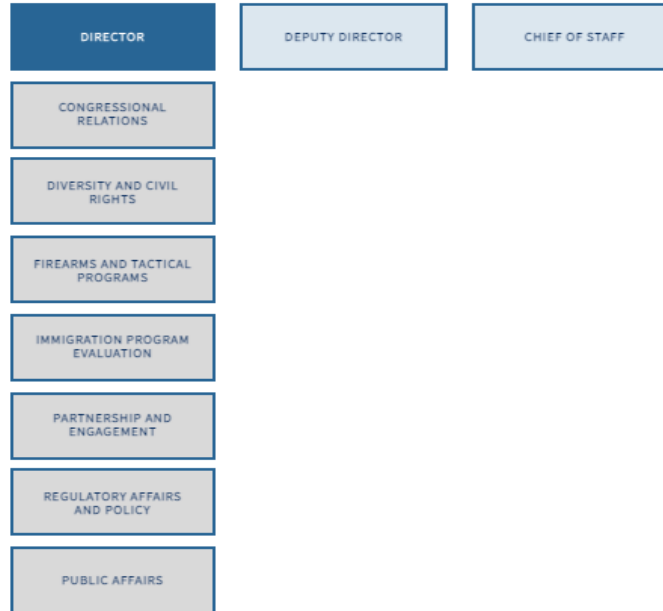 DIRECTOR
DEPUTY DIRECTOR
CHIEF OF STAFF
CONGRESSIONAL
RELATIONS
DIVERSITY AND CIVIL
RIGHTS
FIREARMS AND TACTICAL
PROGRAMS
IMMIGRATION PROGRAM
EVALUATION
PARTNERSHIP AND
ENGAGEMENT
REGULATORY AFFAIRS
AND POLICY
PUBLIC AFFAIRS